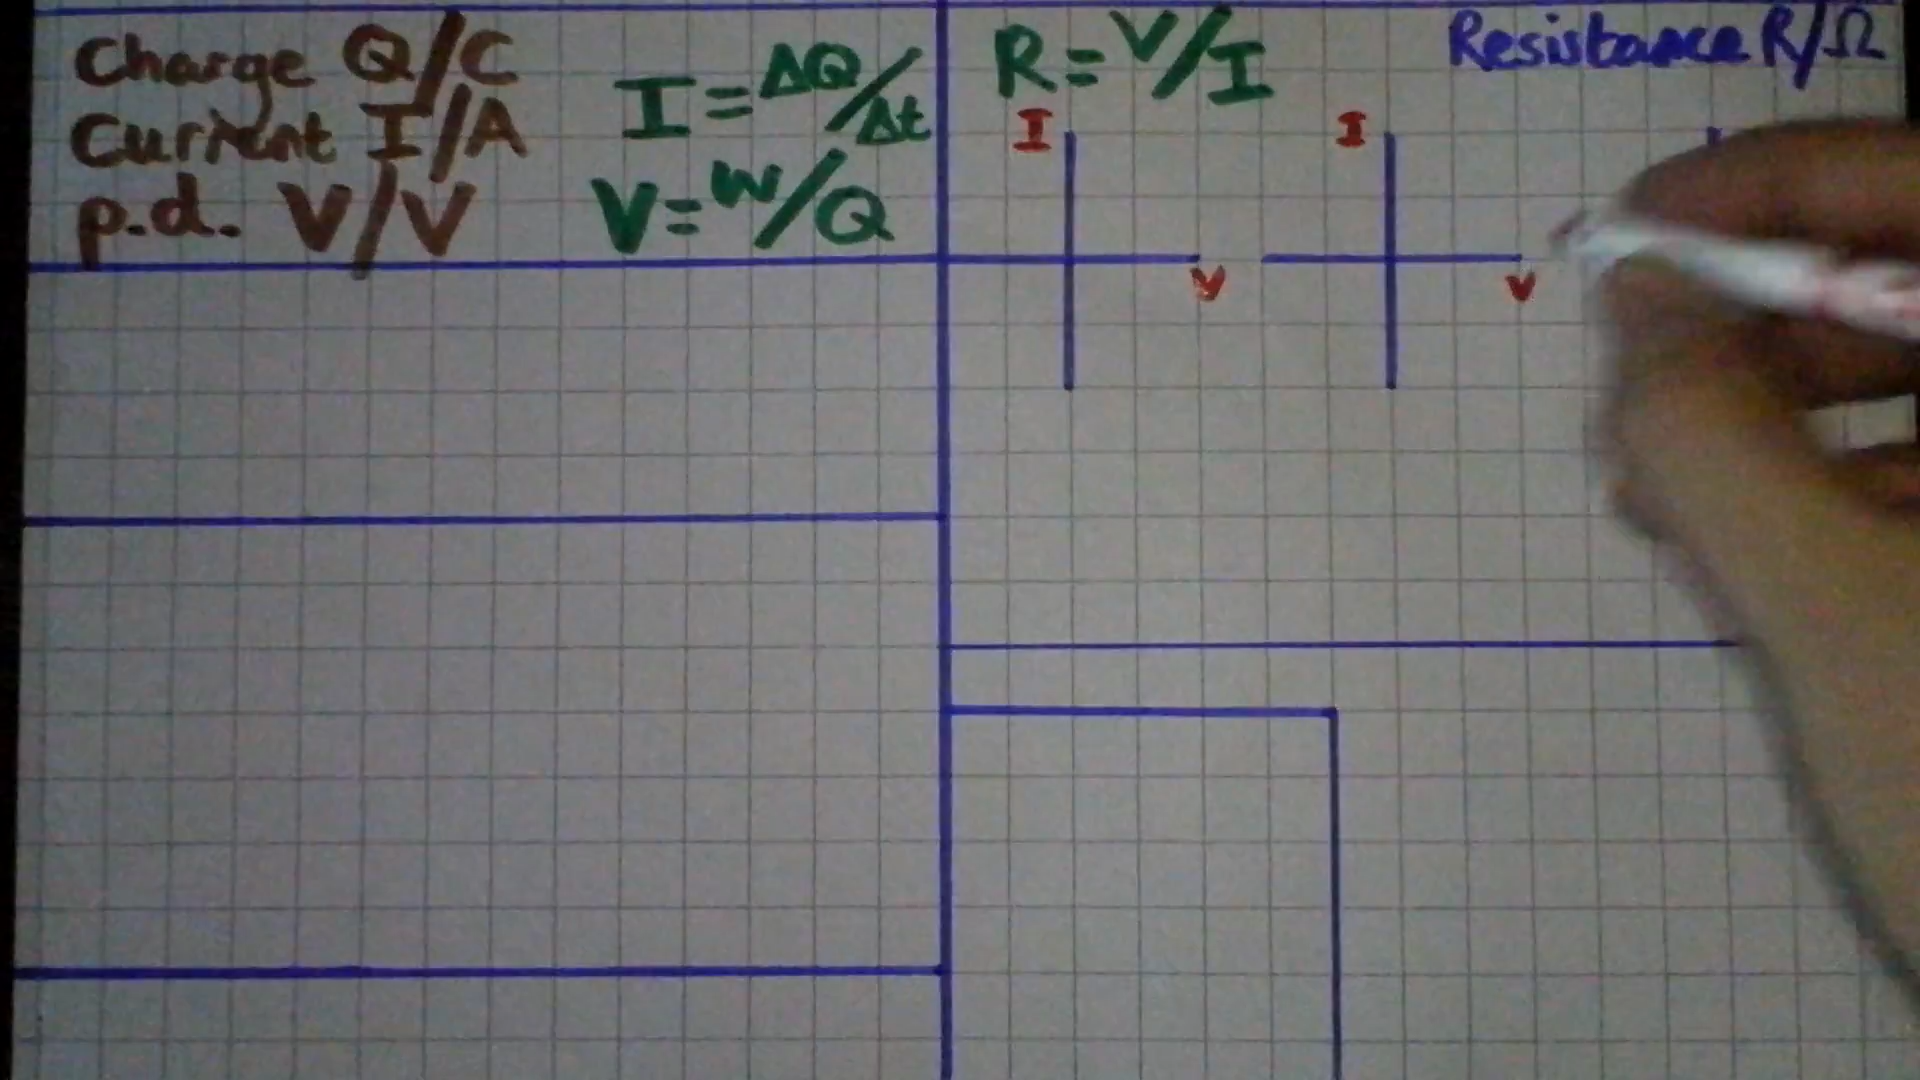 Charge Q/C
Current I/A
p.d. V/V
I = ΔQ/Δt
V = W/Q
R = V/I
Resistance R/Ω
I
V
I
V